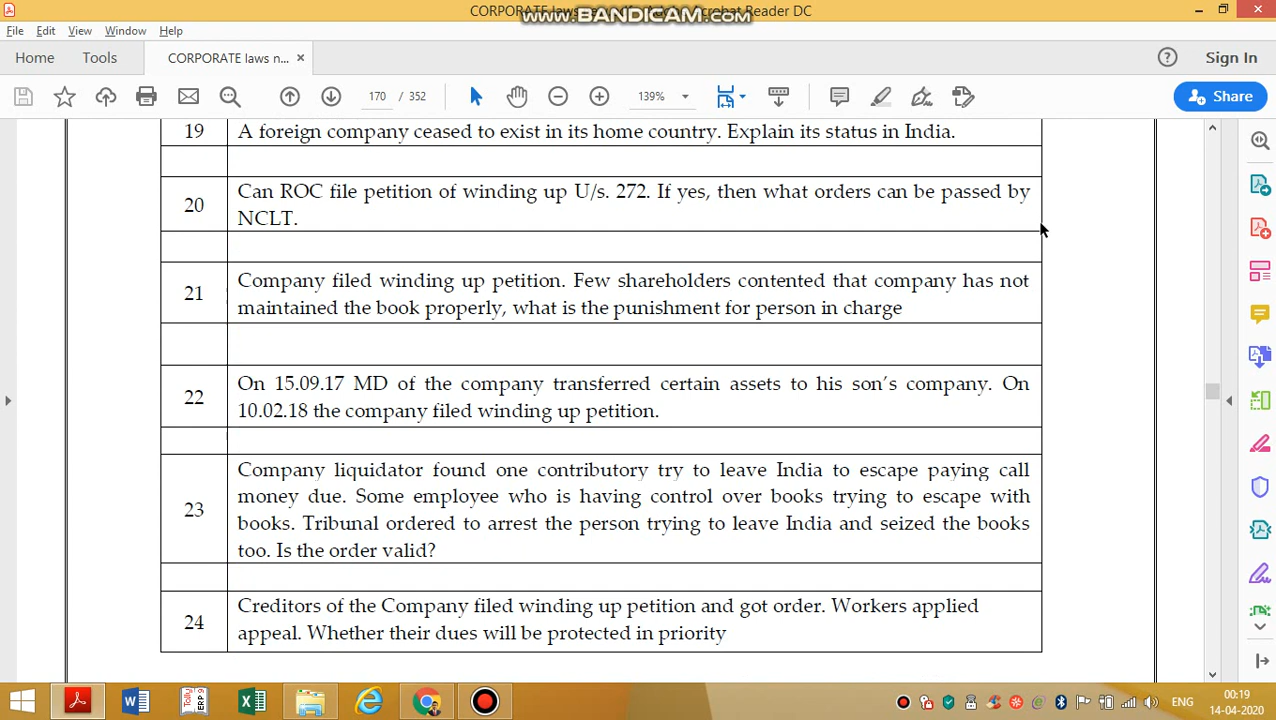 CORPORATE laws
Reader DC
www.BANDICAM.com
File Edit View Window Help
Home Tools CORPORATE laws n... × Sign In
170 / 352 139% Share
19 A foreign company ceased to exist in its home country. Explain its status in India.
20 Can ROC file petition of winding up U/s. 272. If yes, then what orders can be passed by
NCLT.
21 Company filed winding up petition. Few shareholders contented that company has not
maintained the book properly, what is the punishment for person in charge
22 On 15.09.17 MD of the company transferred certain assets to his son's company. On
10.02.18 the company filed winding up petition.
23 Company liquidator found one contributory try to leave India to escape paying call
money due. Some employee who is having control over books trying to escape with
books. Tribunal ordered to arrest the person trying to leave India and seized the books
too. Is the order valid?
24 Creditors of the Company filed winding up petition and got order. Workers applied
appeal. Whether their dues will be protected in priority
ENG
00:19
14-04-2020